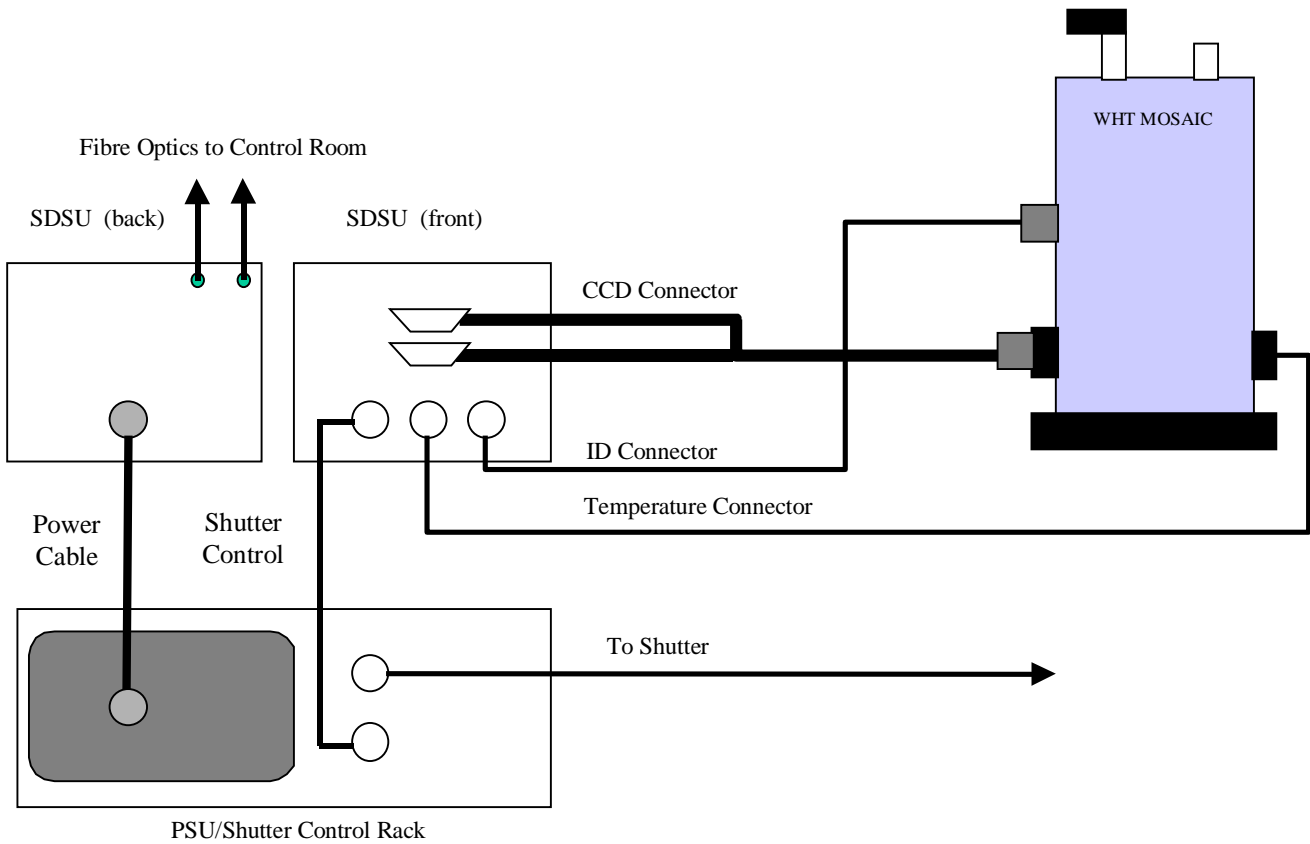 WHT MOSAIC
Fibre Optics to Control Room
SDSU (back)
SDSU (front)
CCD Connector
ID Connector
Temperature Connector
Power
Cable
Shutter
Control
To Shutter
PSU/Shutter Control Rack